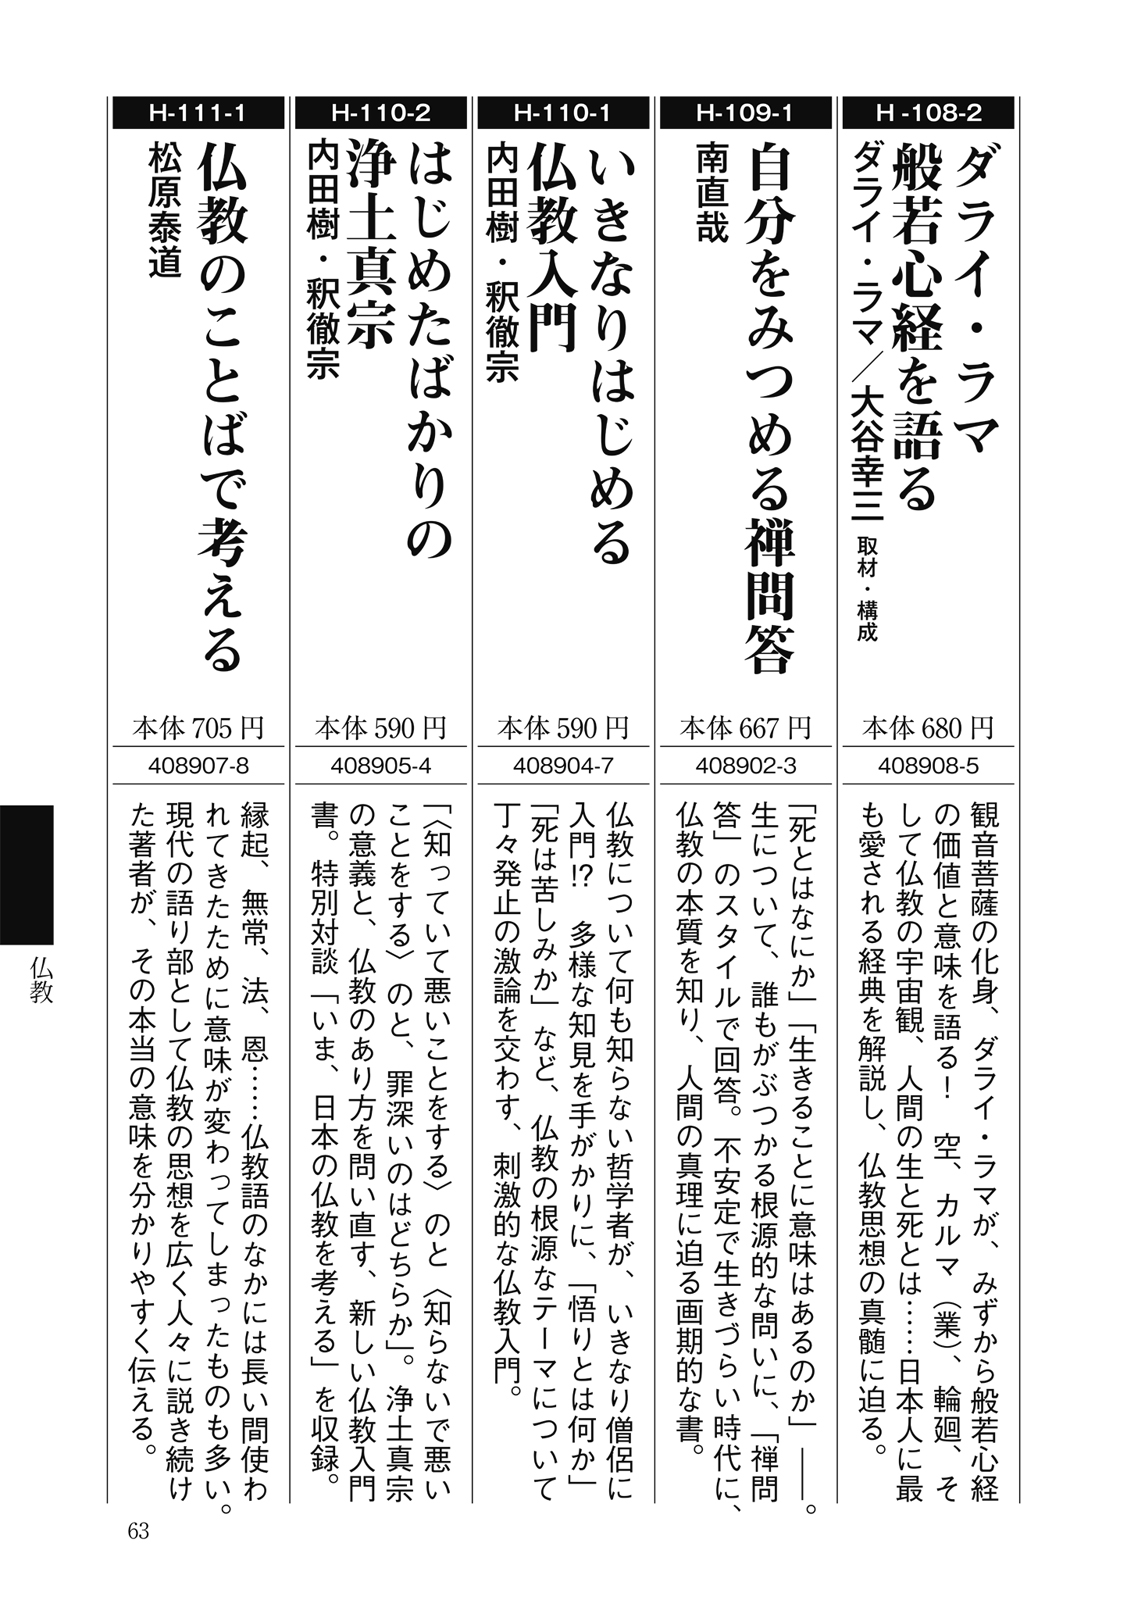 H-108-2
ダライ・ラマ
般若心経を語る
ダライ・ラマ／大谷幸三 取材・構成
本体 680 円
408908-5
観音菩薩の化身、ダライ・ラマが、みずから般若心経
の価値と意味を語る！　空、カルマ（業）、輪廻、そ
して仏教の宇宙観、人間の生と死とは……日本人に最
も愛される経典を解説し、仏教思想の真髄に迫る。
H-109-1
自分をみつめる禅問答
南直哉
本体 667 円
408902-3
「死とはなにか」「生きることに意味はあるのか」――。
生について、誰もがぶつかる根源的な問いに、「禅問
答」のスタイルで回答。不安定で生きづらい時代に、
仏教の本質を知り、人間の真理に迫る画期的な書。
H-110-1
いきなりはじめる
仏教入門
内田樹・釈徹宗
本体 590 円
408904-7
仏教について何も知らない哲学者が、いきなり僧侶に
入門!?　多様な知見を手がかりに、「悟りとは何か」
「死は苦しみか」など、仏教の根源なテーマについて
丁々発止の激論を交わす、刺激的な仏教入門。
H-110-2
はじめたばかりの
浄土真宗
内田樹・釈徹宗
本体 590 円
408905-4
「〈知っていて悪いことをする〉のと〈知らないで悪い
ことをする〉のと、罪深いのはどちらか」。浄土真宗
の意義と、仏教のあり方を問い直す、新しい仏教入門
書。特別対談「いま、日本の仏教を考える」を収録。
H-111-1
仏教のことばで考える
松原泰道
本体 705 円
408907-8
縁起、無常、法、恩……仏教語のなかには長い間使わ
れてきたために意味が変わってしまったものも多い。
現代の語り部として仏教の思想を広く人々に説き続け
た著者が、その本当の意味を分かりやすく伝える。
仏教
63